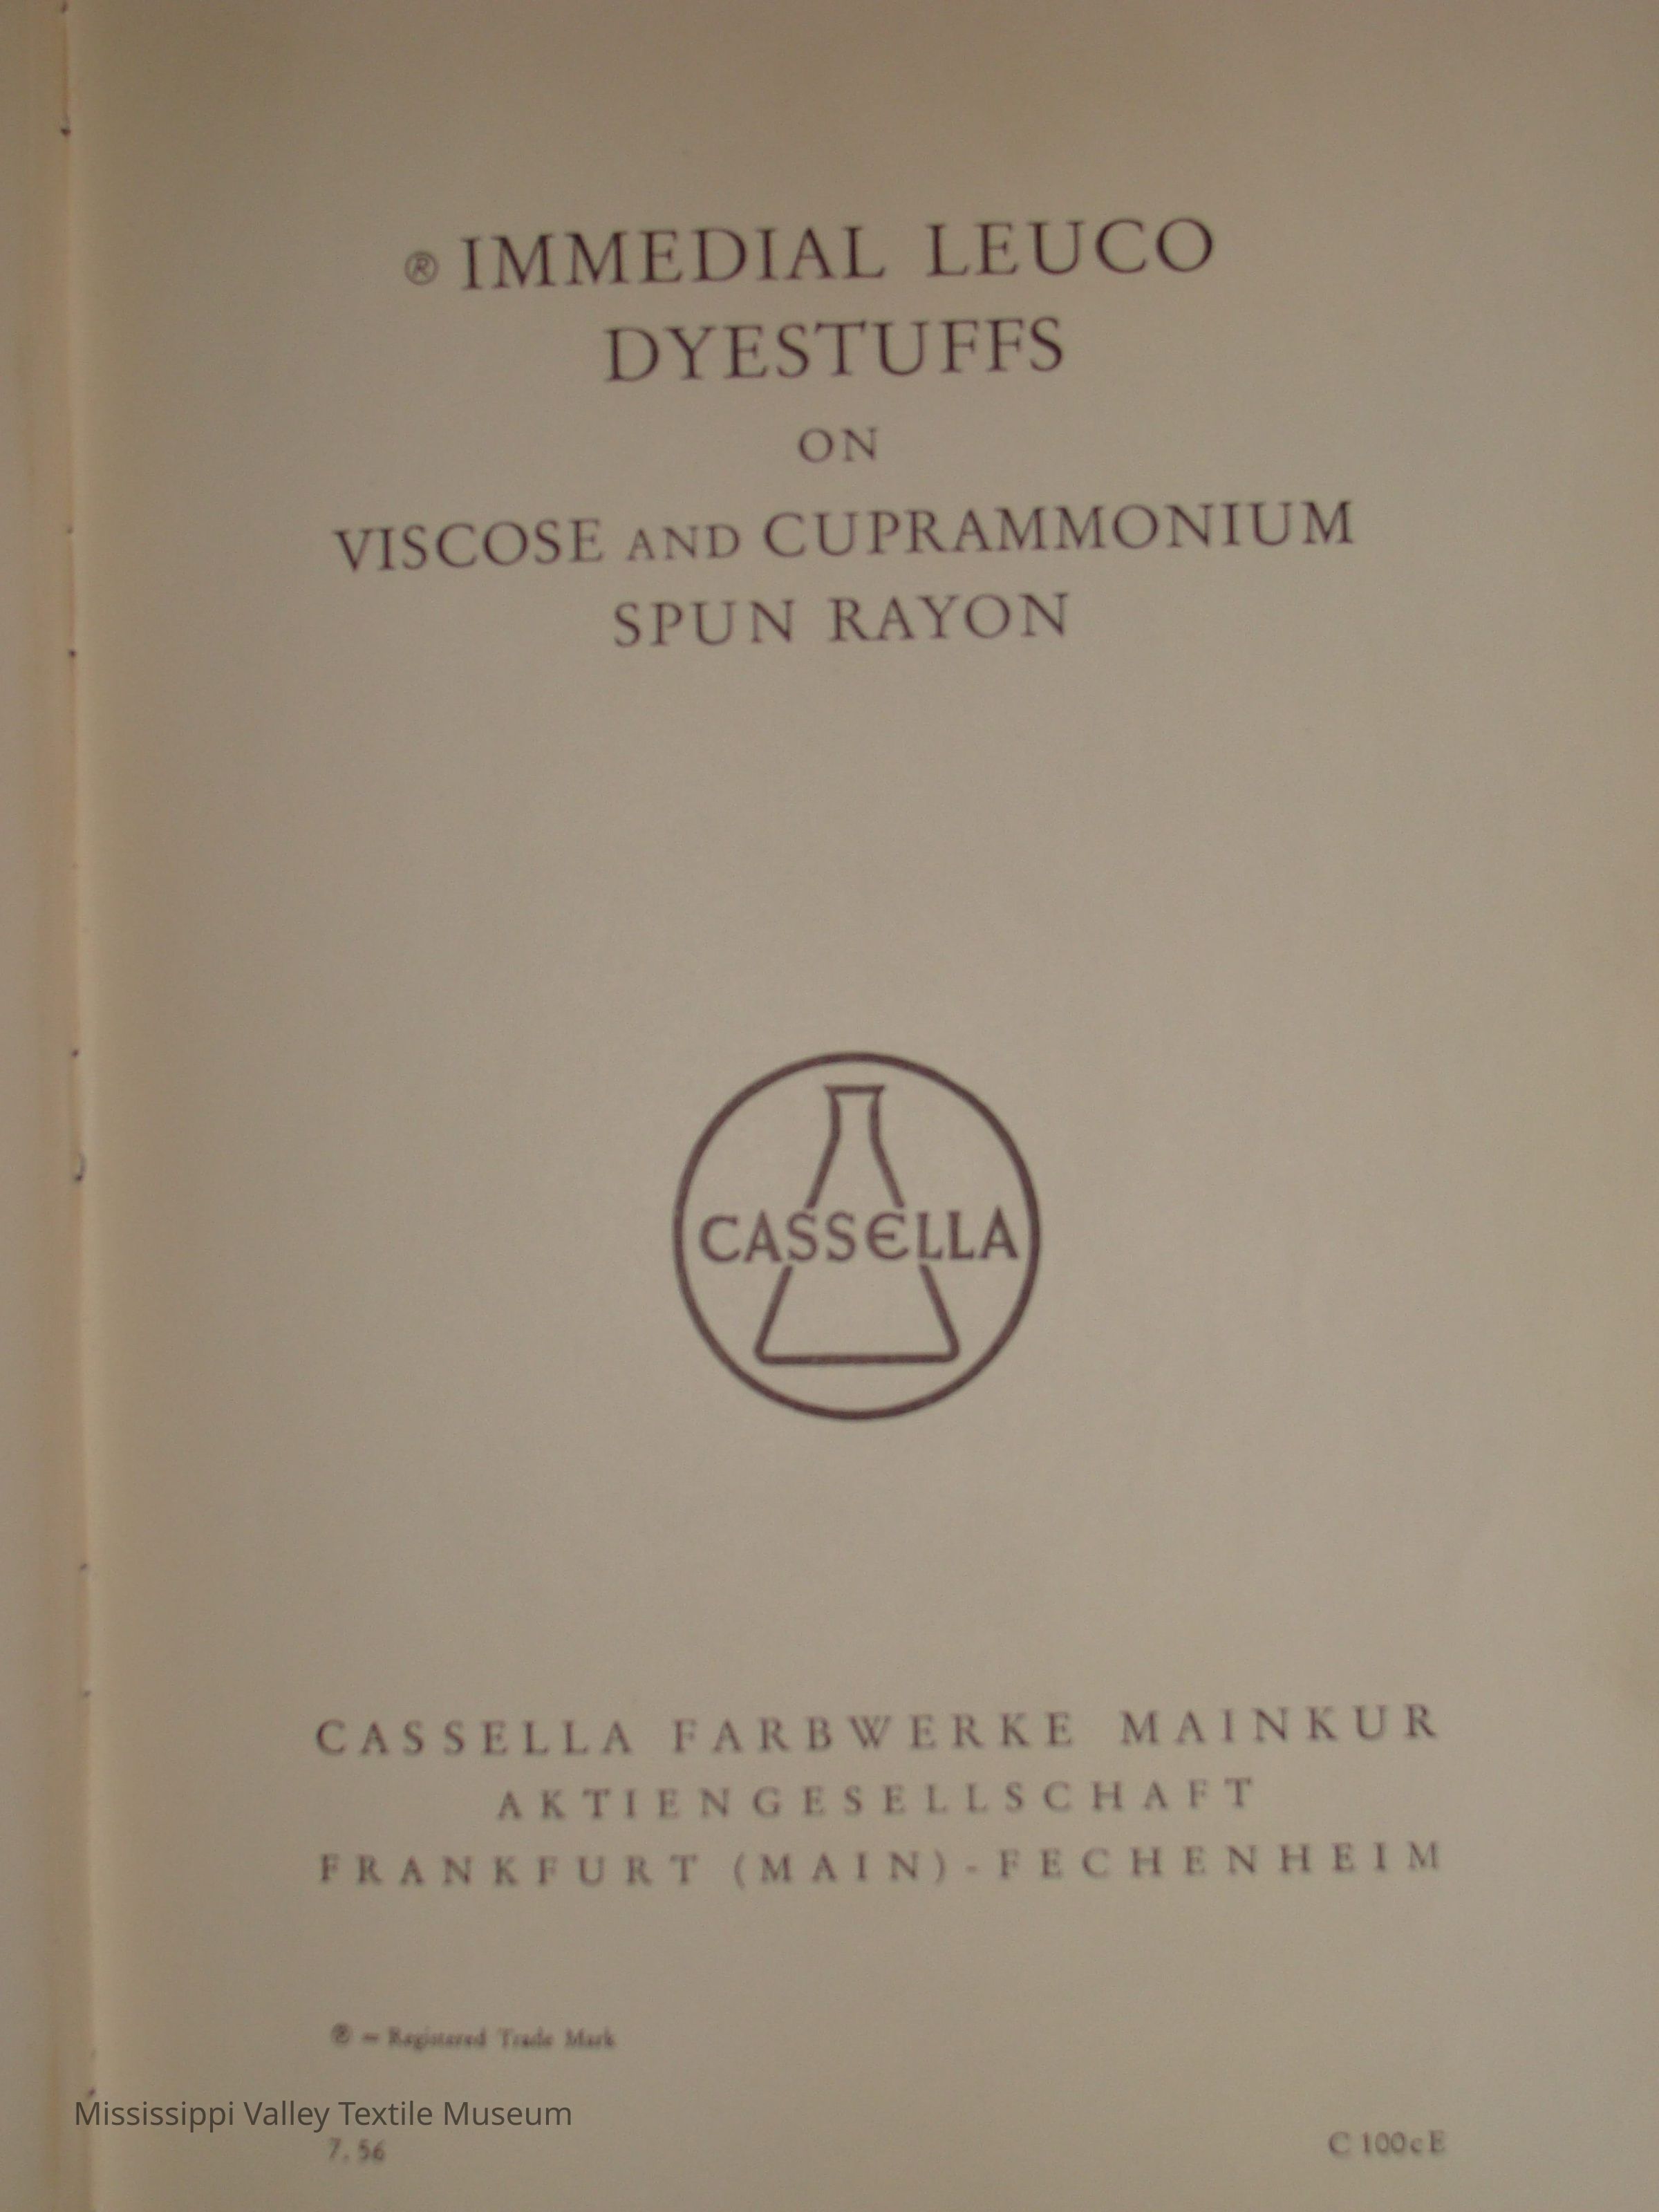 ® IMMEDIAL LEUCO
DYESTUFFS
ON
VISCOSE AND CUPRAMMONIUM
SPUN RAYON
CASSELLA
CASSELLA FARBWERKE MAINKUR
AKTIENGESELLSCHAFT
FRANKFURT (MAIN)-FECHENHEIM
® = Registered Trade Mark
Mississippi Valley Textile Museum
7. 56
C 100cE